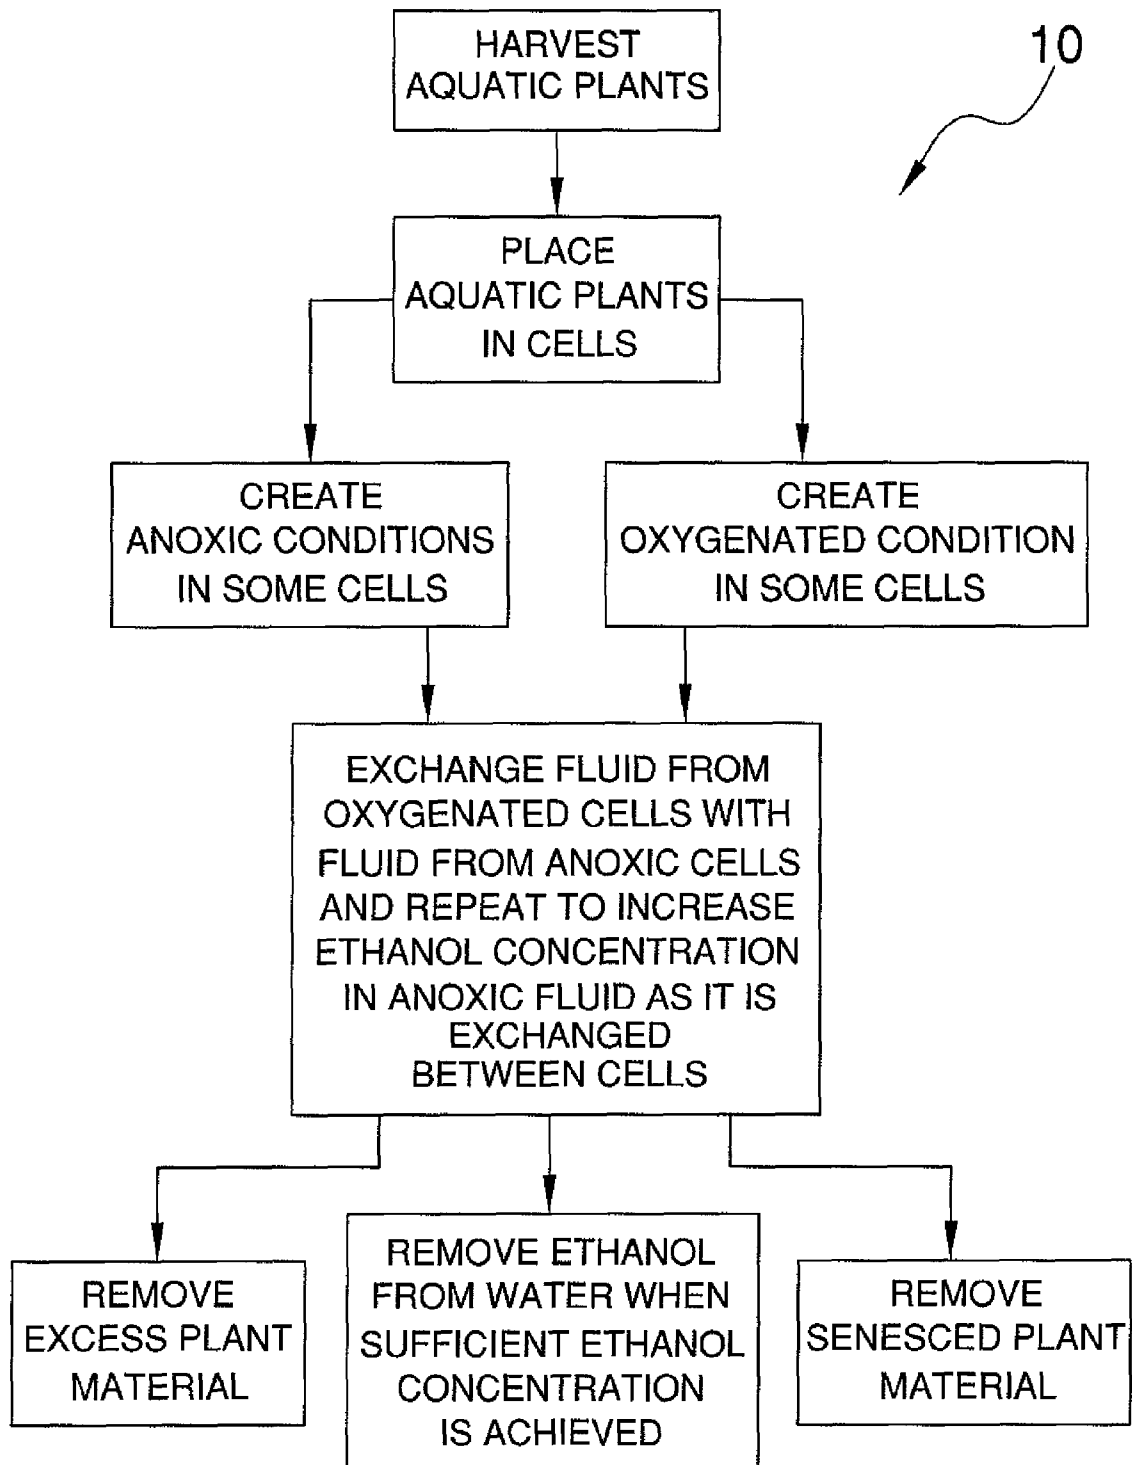 HARVEST
AQUATIC PLANTS
10
PLACE
AQUATIC PLANTS
IN CELLS
CREATE
ANOXIC CONDITIONS
IN SOME CELLS
CREATE
OXYGENATED CONDITION
IN SOME CELLS
EXCHANGE FLUID FROM
OXYGENATED CELLS WITH
FLUID FROM ANOXIC CELLS
AND REPEAT TO INCREASE
ETHANOL CONCENTRATION
IN ANOXIC FLUID AS IT IS
EXCHANGED
BETWEEN CELLS
REMOVE
EXCESS PLANT
MATERIAL
REMOVE ETHANOL
FROM WATER WHEN
SUFFICIENT ETHANOL
CONCENTRATION
IS ACHIEVED
REMOVE
SENESCED PLANT
MATERIAL